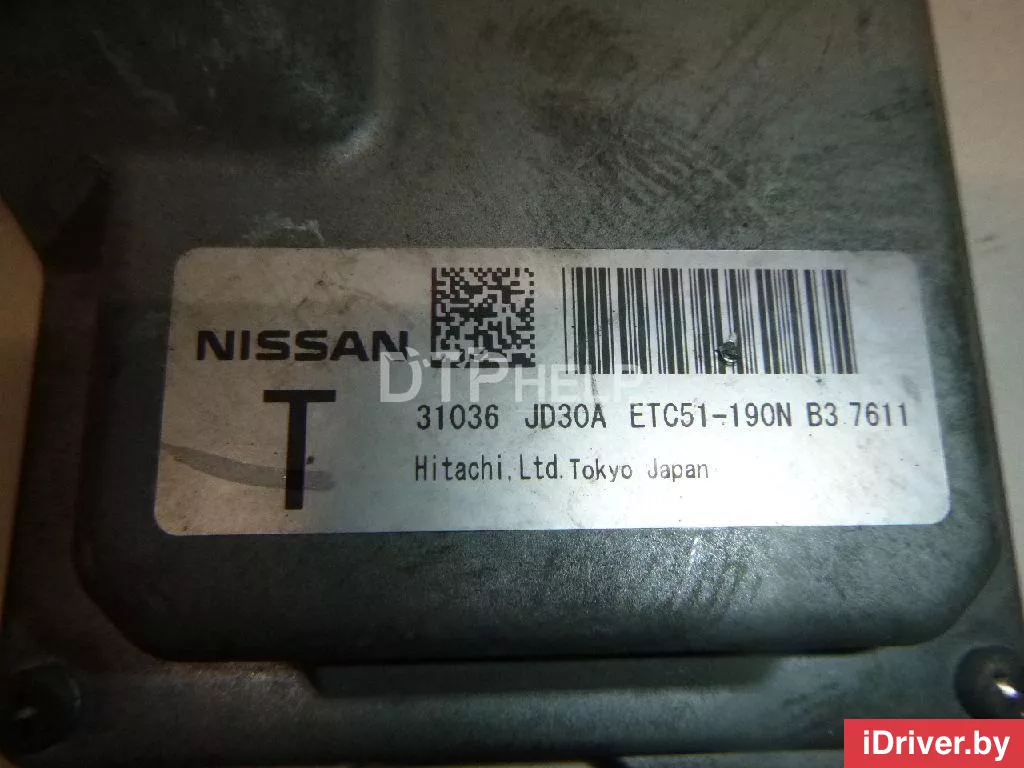 NISSAN
DTPHELP
T
31036 JD30A ETC51-190N B3 7611
Hitachi,Ltd.Tokyo Japan
iDriver.by